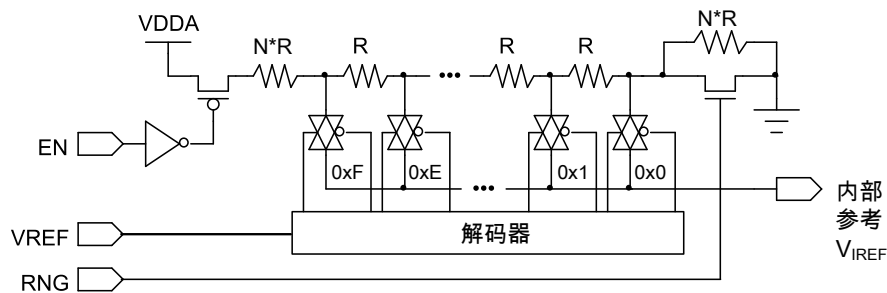 VDDA
N*R
R
R
R
N*R
EN
0xF
0xE
0x1
0x0
VREF
解码器
RNG
内部
参考
VIREF